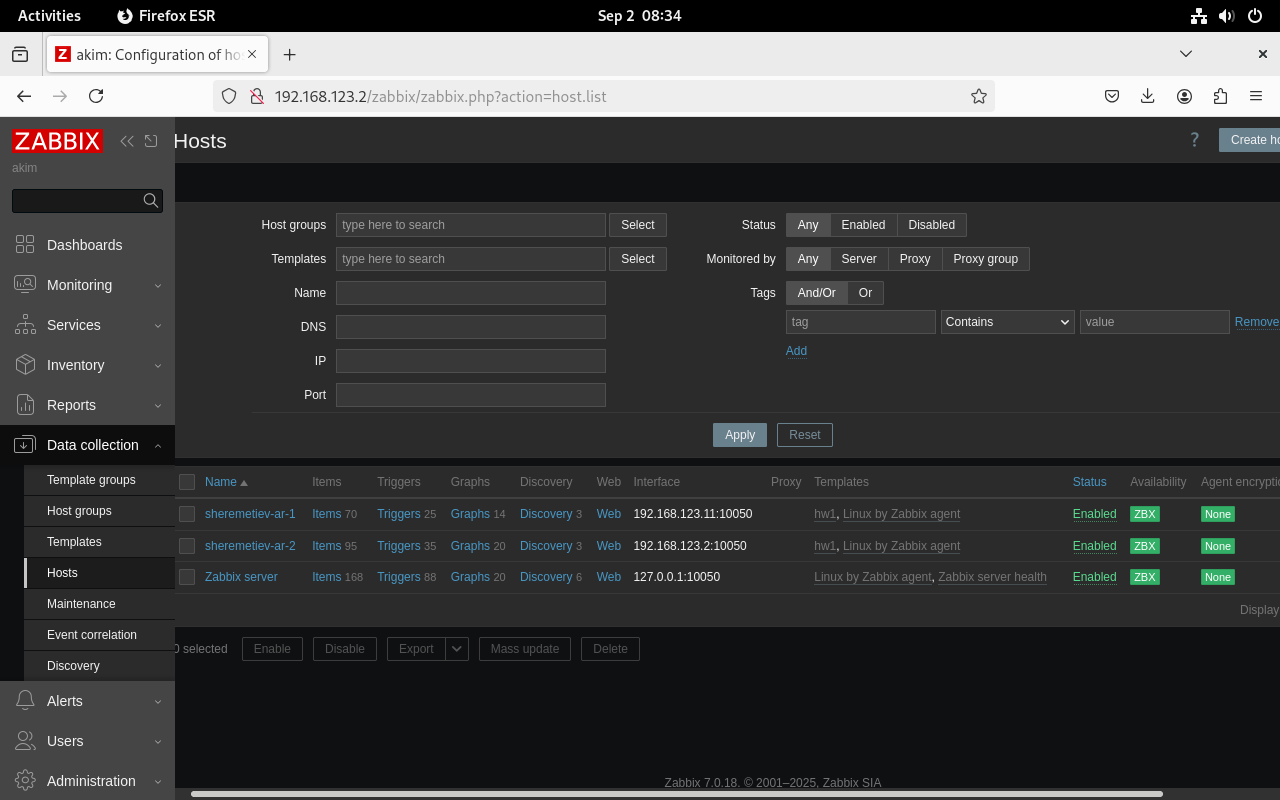 Activities Firefox ESR Sep 2 08:34
akim: Configuration of ho
192.168.123.2/zabbix/zabbix.php?action=host.list
ZABBIX
akim
Dashboards
Monitoring
Services
Inventory
Reports
Data collection
Template groups
Host groups
Templates
Hosts
Maintenance
Event correlation
Discovery
Alerts
Users
Administration
Hosts ? Create ho
Host groups type here to search Select Status Any Enabled Disabled
Templates type here to search Select Monitored by Any Server Proxy Proxy group
Name Tags And/Or Or
DNS tag Contains value Remove
IP Add
Port
Apply Reset
Name Items Triggers Graphs Discovery Web Interface Proxy Templates Status Availability Agent encryptio
sheremetiev-ar-1 Items 70 Triggers 25 Graphs 14 Discovery 3 Web 192.168.123.11:10050 hw1, Linux by Zabbix agent Enabled ZBX None
sheremetiev-ar-2 Items 95 Triggers 35 Graphs 20 Discovery 3 Web 192.168.123.2:10050 hw1, Linux by Zabbix agent Enabled ZBX None
Zabbix server Items 168 Triggers 88 Graphs 20 Discovery 6 Web 127.0.0.1:10050 Linux by Zabbix agent, Zabbix server health Enabled ZBX None
Display
0 selected Enable Disable Export Mass update Delete
Zabbix 7.0.18. © 2001–2025, Zabbix SIA